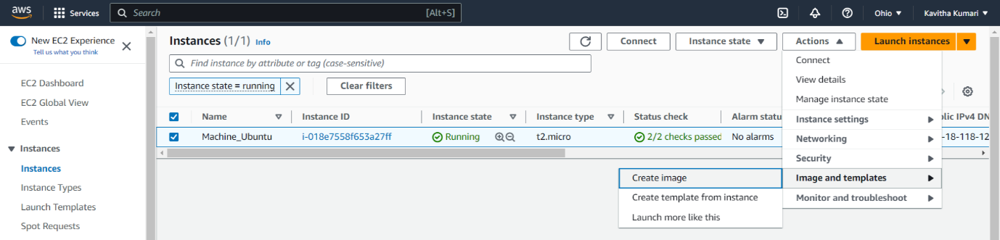 aws Services Search [Alt+S] Ohio Kavitha Kumari
New EC2 Experience
Tell us what you think
EC2 Dashboard
EC2 Global View
Events
Instances
Instances
Instance Types
Launch Templates
Spot Requests
Instances (1/1) Info Connect Instance state Actions Launch instances
Find instance by attribute or tag (case-sensitive)
Instance state = running Clear filters
Name Instance ID Instance state Instance type Status check Alarm statu blic IPv4 DN
Machine_Ubuntu i-018e7558f653a27ff Running t2.micro 2/2 checks passed No alarms -18-118-12
Connect
View details
Manage instance state
Instance settings
Networking
Security
Image and templates
Monitor and troubleshoot
Create image
Create template from instance
Launch more like this